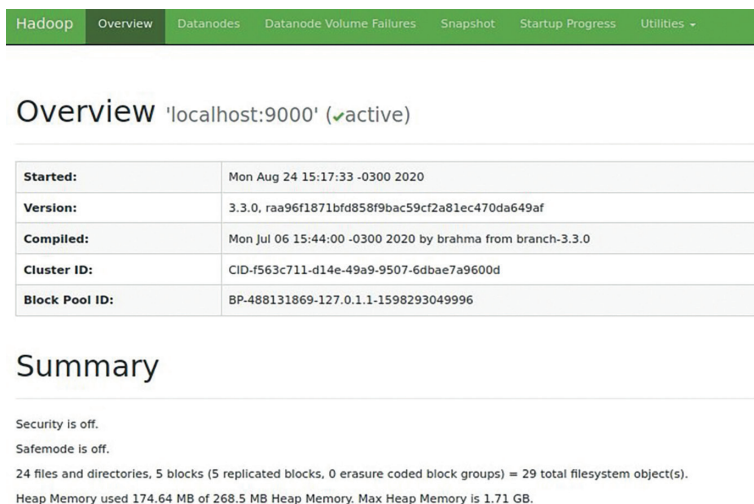 Hadoop Overview Datanodes Datanode Volume Failures Snapshot Startup Progress Utilities
Overview 'localhost:9000' (✔active)
Started: Mon Aug 24 15:17:33 -0300 2020
Version: 3.3.0, raa96f1871bfd858f9bac59cf2a81ec470da649af
Compiled: Mon Jul 06 15:44:00 -0300 2020 by brahma from branch-3.3.0
Cluster ID: CID-f563c711-d14e-49a9-9507-6dbae7a9600d
Block Pool ID: BP-488131869-127.0.1.1-1598293049996
Summary
Security is off.
Safemode is off.
24 files and directories, 5 blocks (5 replicated blocks, 0 erasure coded block groups) = 29 total filesystem object(s).
Heap Memory used 174.64 MB of 268.5 MB Heap Memory. Max Heap Memory is 1.71 GB.